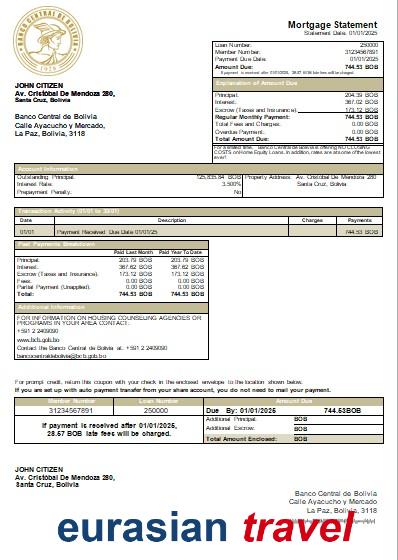 BANCO CENTRAL DE BOLIVIA
1928
Mortgage Statement
Statement Date: 01/01/2025
Loan Number: 250000
Member Number: 31234567891
Payment Due Date: 01/01/2025
Amount Due: 744.53 BOB
If payment is received after 01/01/2025, 28.67 BOB late fees will be charged.
JOHN CITIZEN
Av. Cristóbal De Mendoza 280,
Santa Cruz, Bolivia
Banco Central de Bolivia
Calle Ayacucho y Mercado,
La Paz, Bolivia, 3118
Explanation of Amount Due
Principal: 204.39 BOB
Interest: 367.02 BOB
Escrow (Taxes and Insurance): 173.12 BOB
Regular Monthly Payment: 744.53 BOB
Total Fees and Charges: 0.00 BOB
Overdue Payment: 0.00 BOB
Total Amount Due: 744.53 BOB
For a limited time, Banco Central de Bolivia is offering NO CLOSING
COSTS on Home Equity Loans. In addition, rates are at some of the lowest
ever!
Account Information
Outstanding Principal: 125,835.84 BOB Property Address: Av. Cristóbal De Mendoza 280
Interest Rate: 3.500% Santa Cruz, Bolivia
Prepayment Penalty: No
Transaction Activity (01/01 to 30/01)
Date Description Charges Payments
01/01 Payment Received Due Date 01/01/25 744.53 BOB
Past Payments Breakdown
Paid Last Month Paid Year To Date
Principal: 203.79 BOB 203.79 BOB
Interest: 367.62 BOB 367.62 BOB
Escrow (Taxes and Insurance): 173.12 BOB 173.12 BOB
Fees: 0.00 BOB 0.00 BOB
Partial Payment (Unapplied): 0.00 BOB 0.00 BOB
Total: 744.53 BOB 744.53 BOB
Additional Information
FOR INFORMATION ON HOUSING COUNSELING AGENCIES OR
PROGRAMS IN YOUR AREA CONTACT:
+591 2 2409090
www.bcb.gob.bo
Contact the Banco Central de Bolivia at: +591 2 2409090
bancocentraldebolivia@bcb.gob.bo
For prompt credit, return this coupon with your check in the enclosed envelope to the location shown below.
If you are set up with auto payment transfer from your share account, you do not need to mail your payment.
Member Number Loan Number Amount Due
31234567891 250000 Due By: 01/01/2025 744.53BOB
If payment is received after 01/01/2025,
28.67 BOB late fees will be charged.
Additional Principal: BOB
Additional Escrow: BOB
Total Amount Enclosed: BOB
JOHN CITIZEN
Av. Cristóbal De Mendoza 280,
Santa Cruz, Bolivia
Banco Central de Bolivia
Calle Ayacucho y Mercado
La Paz, Bolivia, 3118
eurasian travel